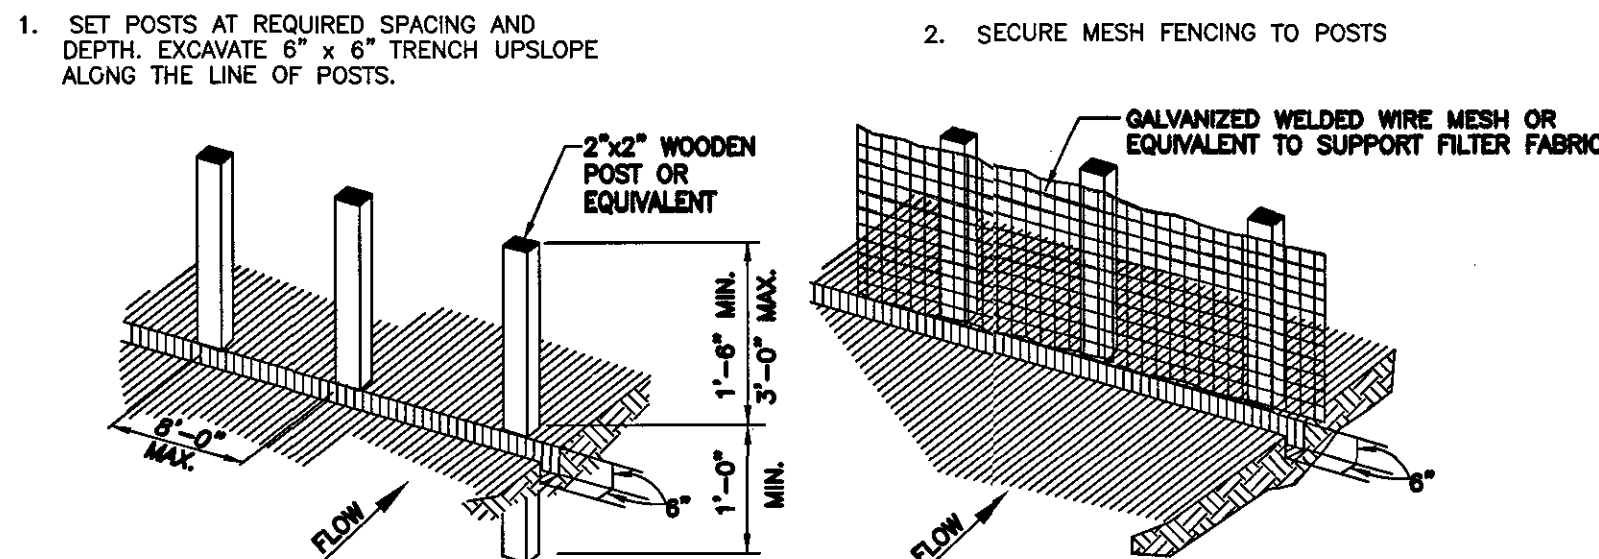 1. SET POSTS AT REQUIRED SPACING AND
DEPTH. EXCAVATE 6" x 6" TRENCH UPSLOPE
ALONG THE LINE OF POSTS.
2"x2" WOODEN
POST OR
EQUIVALENT
1'-6" MIN.
3'-0" MAX.
8'-0"
MAX.
1'-0"
MIN.
6"
FLOW
2. SECURE MESH FENCING TO POSTS
GALVANIZED WELDED WIRE MESH OR
EQUIVALENT TO SUPPORT FILTER FABRIC
6"
FLOW